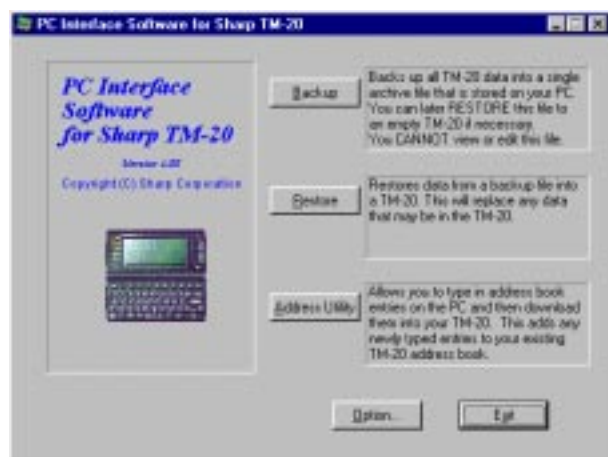 PC Interface Software for Sharp TM-20
PC Interface
Software
for Sharp TM-20
Copyright (C) Sharp Corporation
Backup
Backs up all TM-20 data into a single
archive file that is stored on your PC.
You can later RESTORE this file to
an empty TM-20 if necessary.
You CANNOT view or edit this file.
Restore
Restores data from a backup file into
a TM-20. This will replace any data
that may be in the TM-20.
Address Utility
Allows you to type in address book
entries on the PC and then download
them into your TM-20. This adds any
newly typed entries to your existing
TM-20 address book.
Option...
Exit